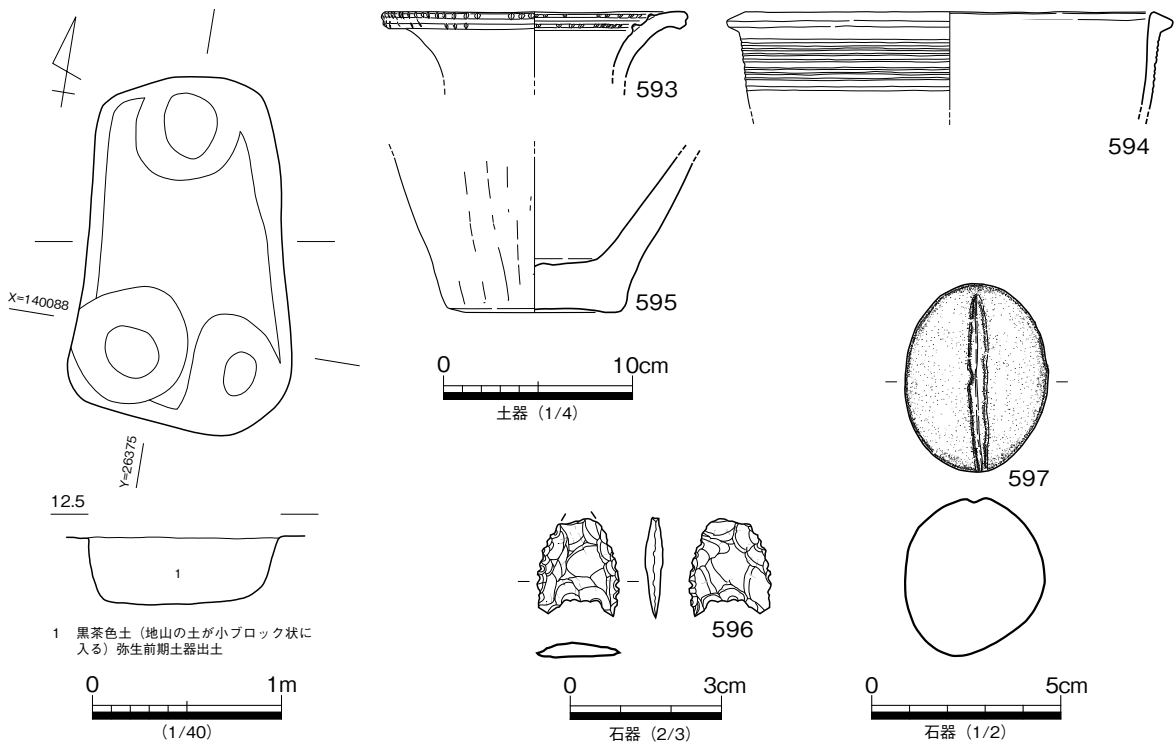 X=140088
Y=26375
12.5
1
1 黒茶色土（地山の土が小ブロック状に
入る）弥生前期土器出土
0 1m
(1/40)
593
594
595
0 10cm
土器（1/4）
596
0 3cm
石器（2/3）
597
0 5cm
石器（1/2）